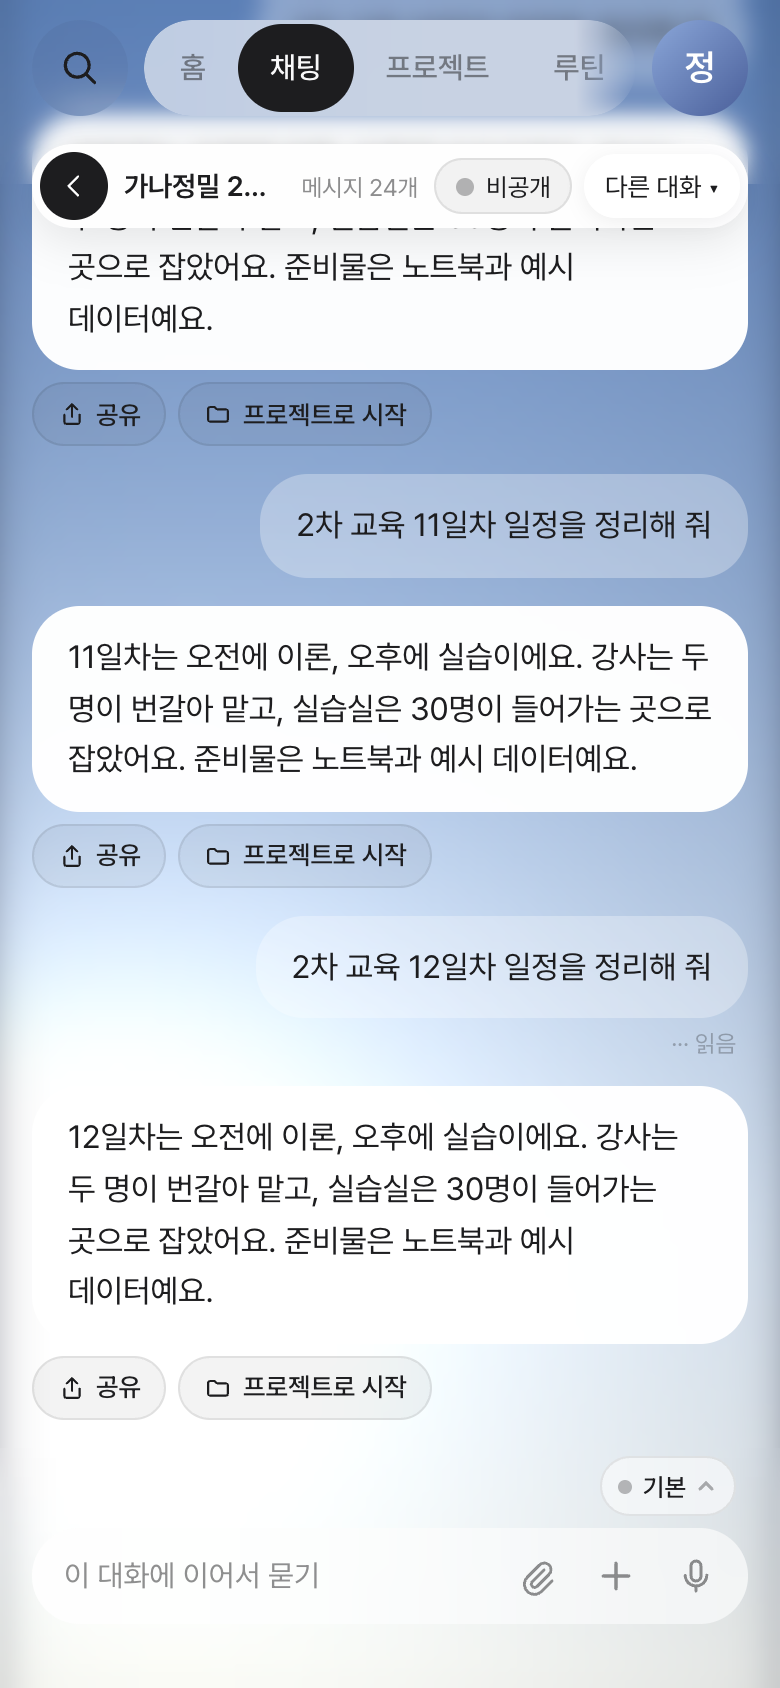 홈
채팅
프로젝트
루틴
정
가나정밀 2...
메시지 24개
비공개
다른 대화 ▾
곳으로 잡았어요. 준비물은 노트북과 예시
데이터예요.
공유
프로젝트로 시작
2차 교육 11일차 일정을 정리해 줘
11일차는 오전에 이론, 오후에 실습이에요. 강사는 두
명이 번갈아 맡고, 실습실은 30명이 들어가는 곳으로
잡았어요. 준비물은 노트북과 예시 데이터예요.
공유
프로젝트로 시작
2차 교육 12일차 일정을 정리해 줘
··· 읽음
12일차는 오전에 이론, 오후에 실습이에요. 강사는
두 명이 번갈아 맡고, 실습실은 30명이 들어가는
곳으로 잡았어요. 준비물은 노트북과 예시
데이터예요.
공유
프로젝트로 시작
기본
이 대화에 이어서 묻기